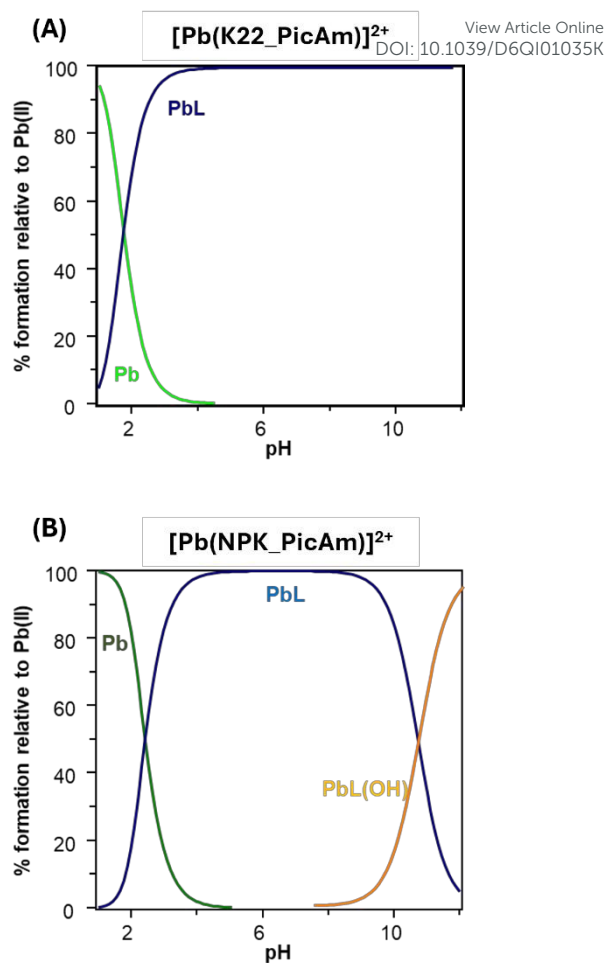 View Article Online
DOI: 10.1039/D6QI01035K
(A)
[Pb(K22_PicAm)]²⁺
% formation relative to Pb(II)
100
80
60
40
20
0
PbL
Pb
2
6
10
pH
(B)
[Pb(NPK_PicAm)]²⁺
% formation relative to Pb(II)
100
80
60
40
20
0
Pb
PbL
PbL(OH)
2
6
10
pH